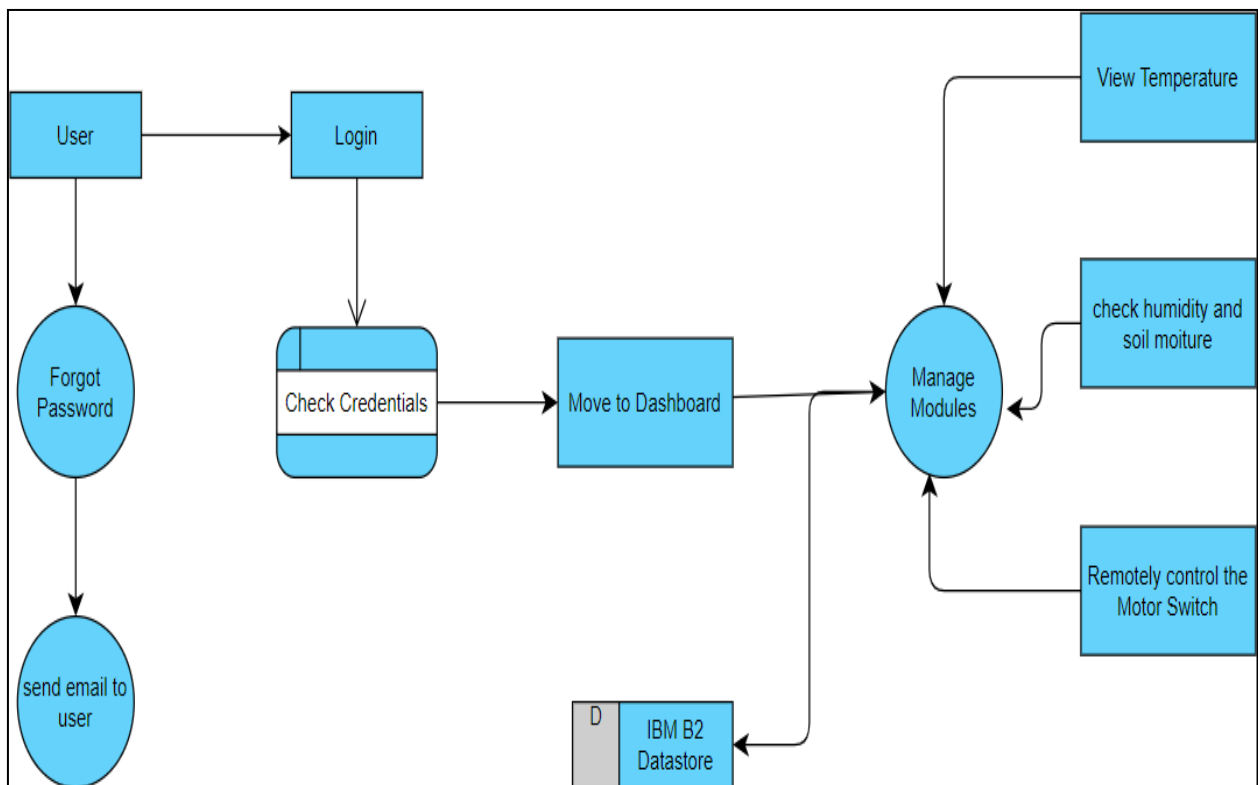 User
Login
View Temperature
Forgot
Password
Check Credentials
Move to Dashboard
Manage
Modules
check humidity and
soil moiture
Remotely control the
Motor Switch
send email to
user
D
IBM B2
Datastore